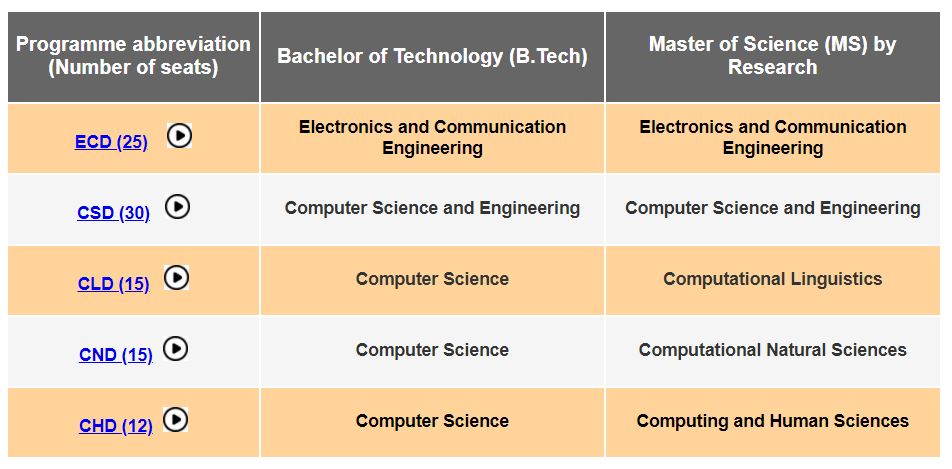 Programme abbreviation
(Number of seats)
Bachelor of Technology (B.Tech)
Master of Science (MS) by
Research
ECD (25)
Electronics and Communication
Engineering
Electronics and Communication
Engineering
CSD (30)
Computer Science and Engineering
Computer Science and Engineering
CLD (15)
Computer Science
Computational Linguistics
CND (15)
Computer Science
Computational Natural Sciences
CHD (12)
Computer Science
Computing and Human Sciences